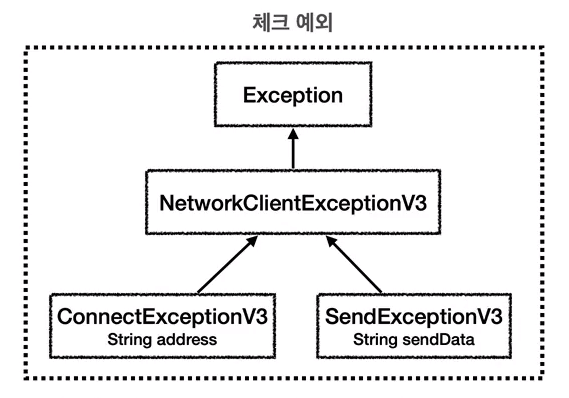 체크 예외
Exception
NetworkClientExceptionV3
ConnectExceptionV3
String address
SendExceptionV3
String sendData